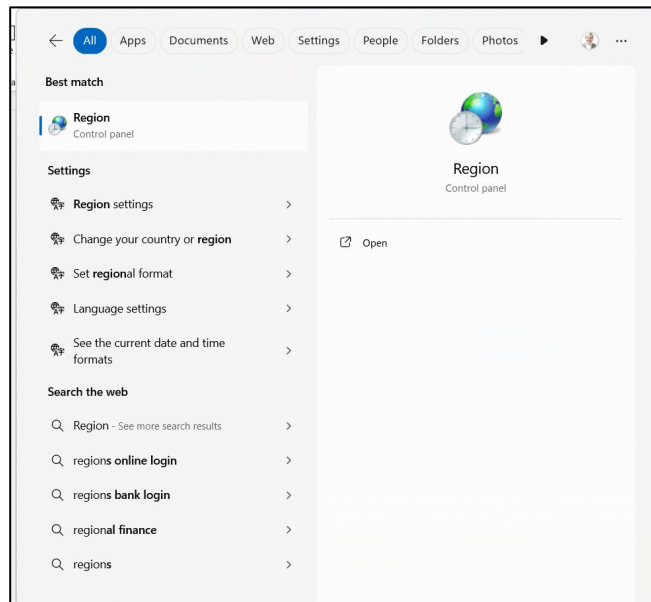 All Apps Documents Web Settings People Folders Photos
Best match
Region
Control panel
Settings
Region settings
Change your country or region
Set regional format
Language settings
See the current date and time
formats
Search the web
Region - See more search results
regions online login
regions bank login
regional finance
regions
Region
Control panel
Open